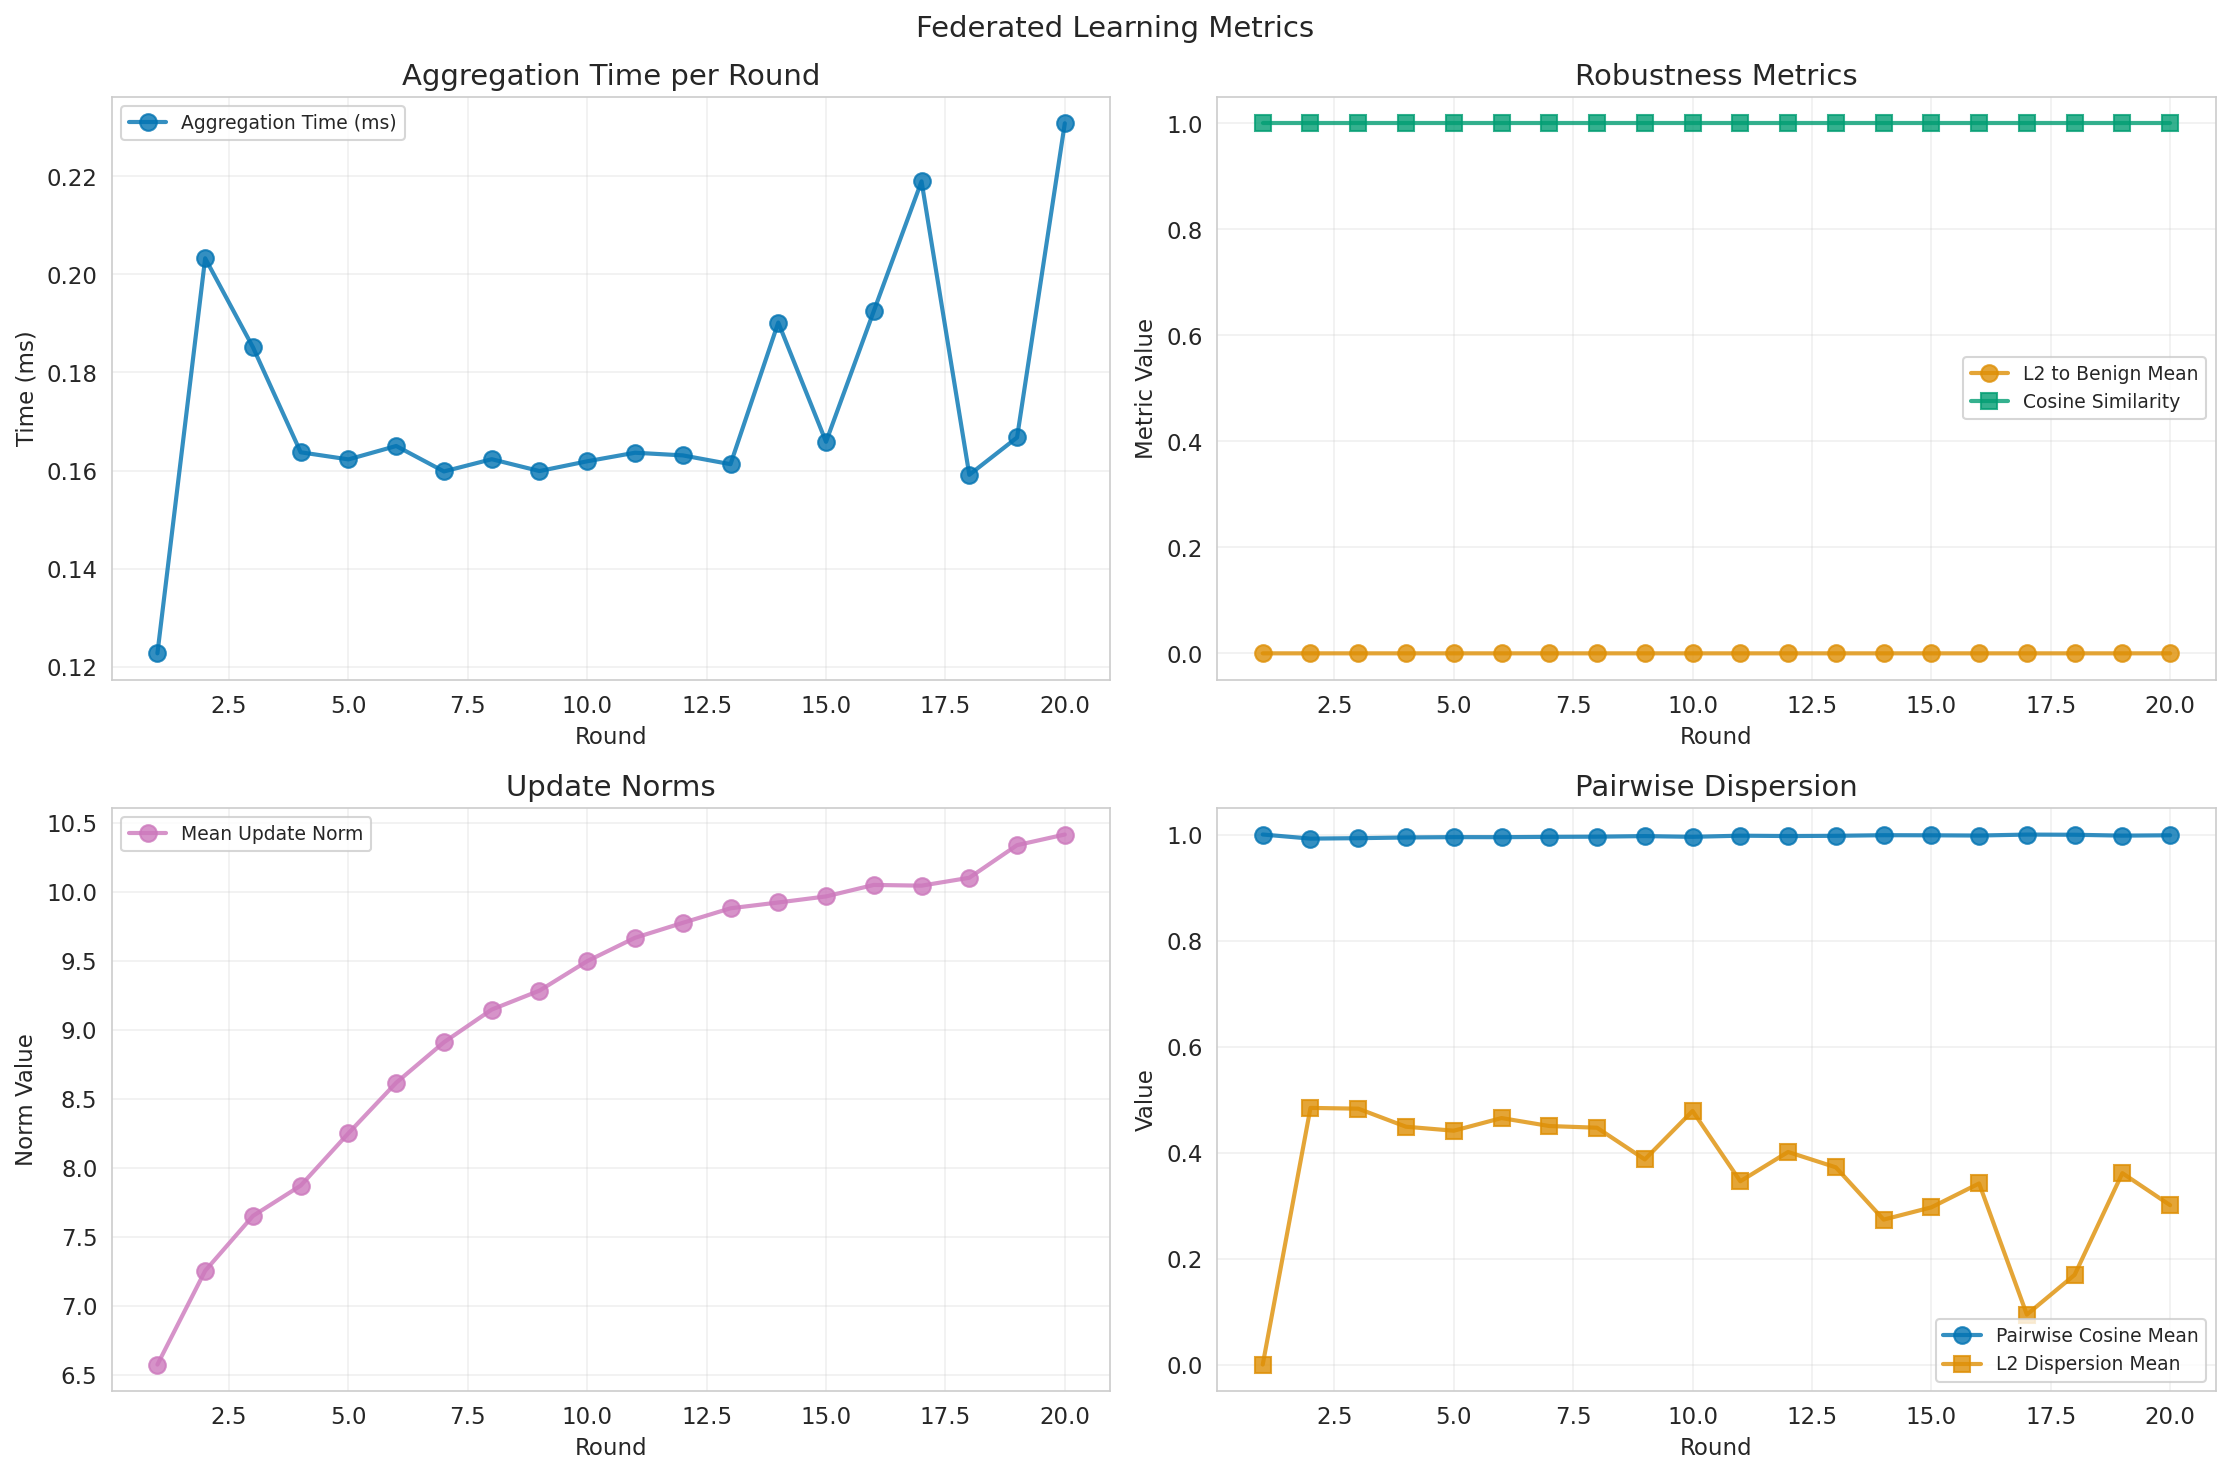 Federated Learning Metrics
Aggregation Time per Round
Aggregation Time (ms)
Time (ms)
0.22
0.20
0.18
0.16
0.14
0.12
2.5 5.0 7.5 10.0 12.5 15.0 17.5 20.0
Round
Robustness Metrics
Metric Value
1.0
0.8
0.6
0.4
0.2
0.0
L2 to Benign Mean
Cosine Similarity
2.5 5.0 7.5 10.0 12.5 15.0 17.5 20.0
Round
Update Norms
Mean Update Norm
Norm Value
10.5
10.0
9.5
9.0
8.5
8.0
7.5
7.0
6.5
2.5 5.0 7.5 10.0 12.5 15.0 17.5 20.0
Round
Pairwise Dispersion
Value
1.0
0.8
0.6
0.4
0.2
0.0
Pairwise Cosine Mean
L2 Dispersion Mean
2.5 5.0 7.5 10.0 12.5 15.0 17.5 20.0
Round